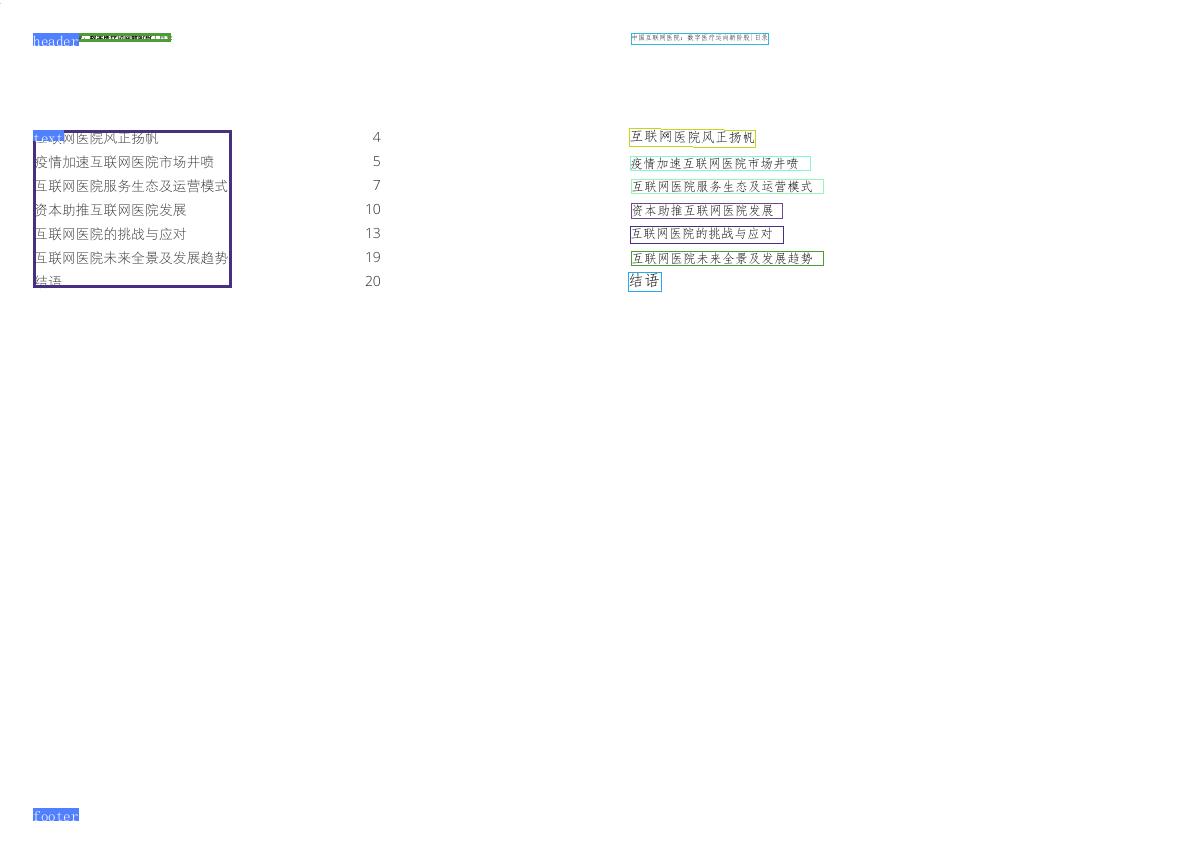 header
中国互联网医院：数字医疗迈向新阶段|目录
text网医院风正扬帆 4
疫情加速互联网医院市场井喷 5
互联网医院服务生态及运营模式 7
资本助推互联网医院发展 10
互联网医院的挑战与应对 13
互联网医院未来全景及发展趋势 19
结语 20
互联网医院风正扬帆
疫情加速互联网医院市场井喷
互联网医院服务生态及运营模式
资本助推互联网医院发展
互联网医院的挑战与应对
互联网医院未来全景及发展趋势
结语
footer